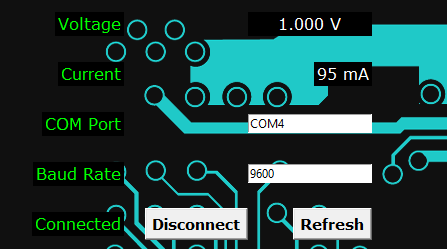 Voltage 1.000 V
Current 95 mA
COM Port COM4
Baud Rate 9600
Connected Disconnect Refresh